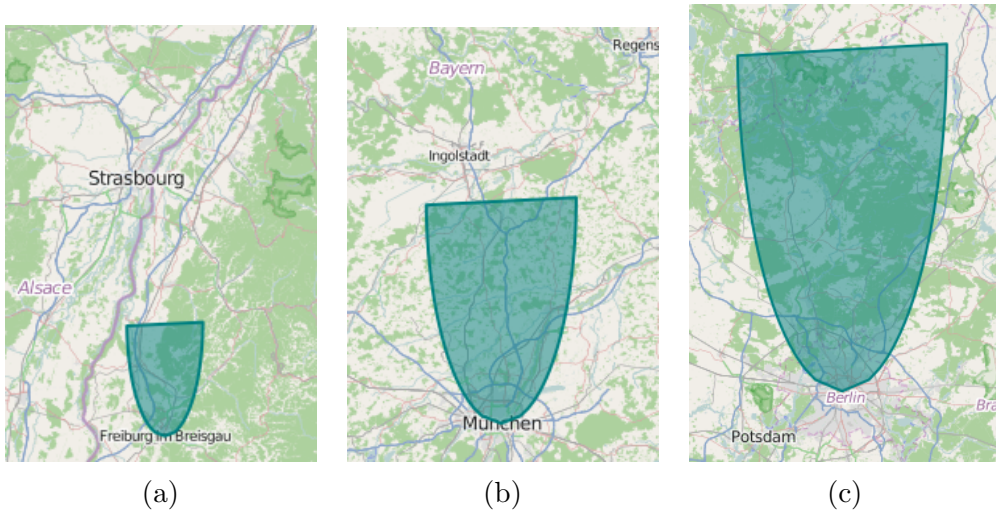 Strasbourg
Alsace
Freiburg im Breisgau
(a)
Regens
Bayern
Ingolstadt
München
(b)
Berlin
Bra
Potsdam
(c)